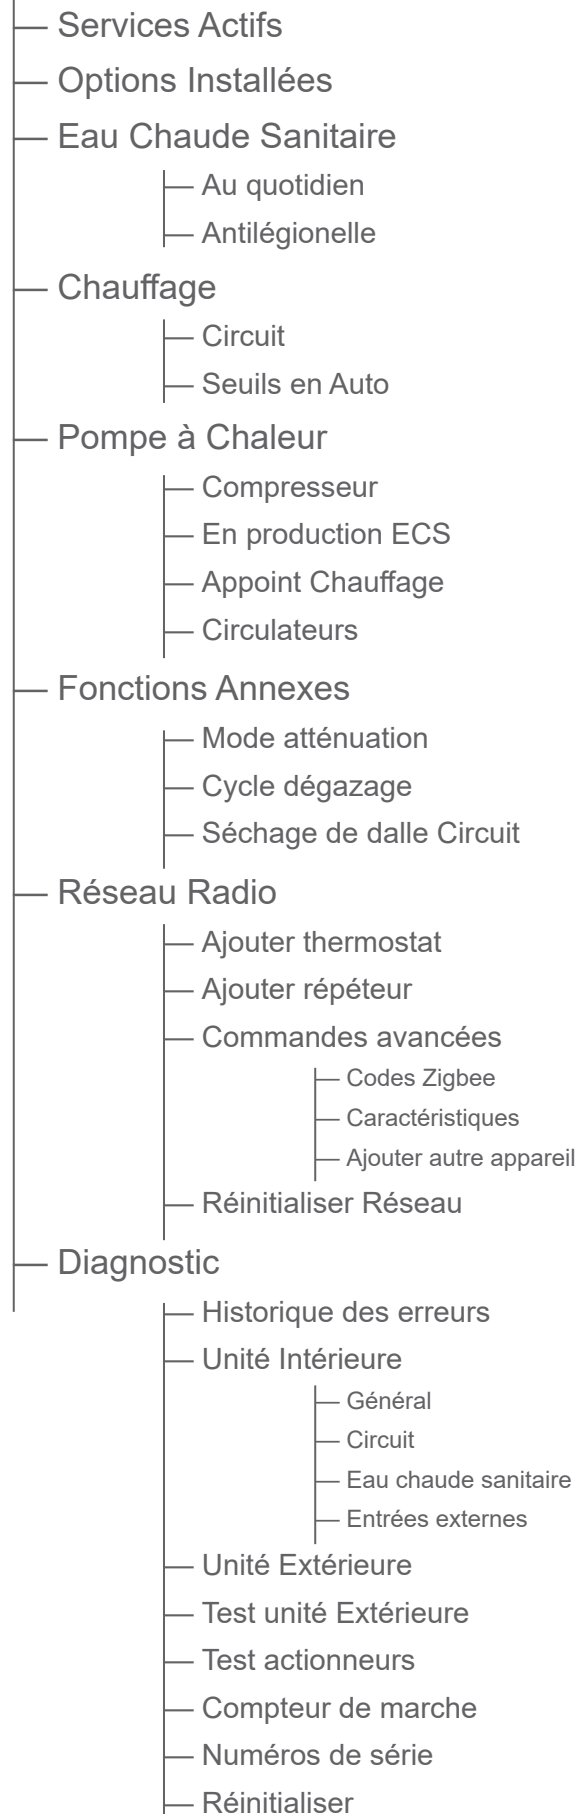 Services Actifs
Options Installées
Eau Chaude Sanitaire
Au quotidien
Antilégionelle
Chauffage
Circuit
Seuils en Auto
Pompe à Chaleur
Compresseur
En production ECS
Appoint Chauffage
Circulateurs
Fonctions Annexes
Mode atténuation
Cycle dégazage
Séchage de dalle Circuit
Réseau Radio
Ajouter thermostat
Ajouter répéteur
Commandes avancées
Codes Zigbee
Caractéristiques
Ajouter autre appareil
Réinitialiser Réseau
Diagnostic
Historique des erreurs
Unité Intérieure
Général
Circuit
Eau chaude sanitaire
Entrées externes
Unité Extérieure
Test unité Extérieure
Test actionneurs
Compteur de marche
Numéros de série
Réinitialiser